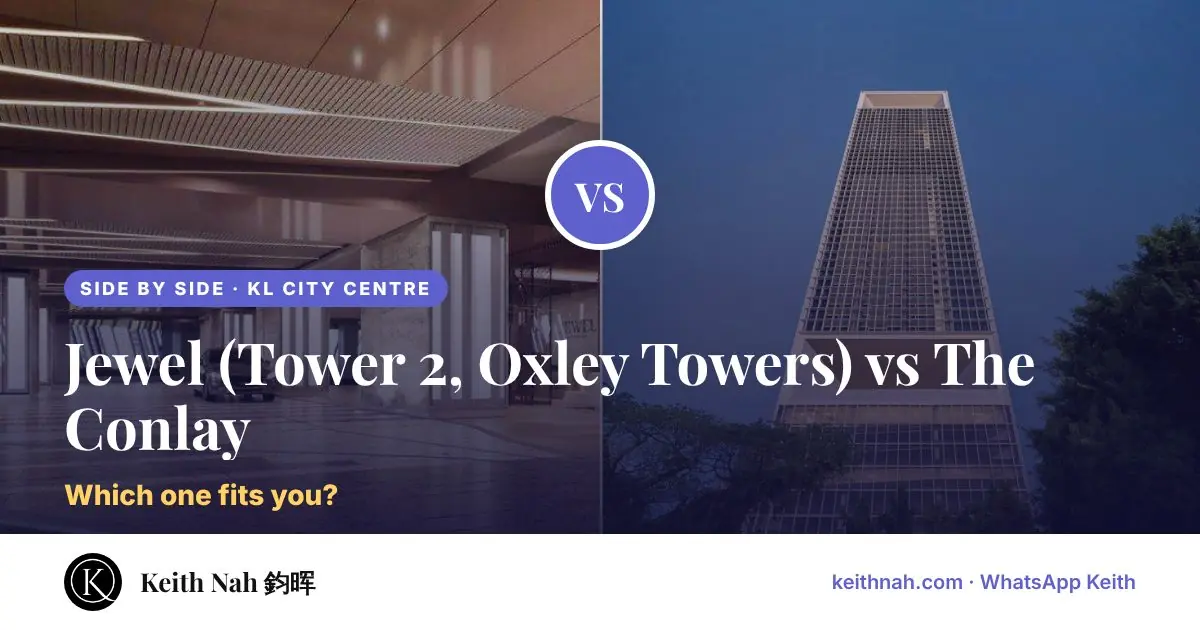 VS
SIDE BY SIDE · KL CITY CENTRE
Jewel (Tower 2, Oxley Towers) vs The
Conlay
Which one fits you?
K
Keith Nah 鈞晖
keithnah.com · WhatsApp Keith